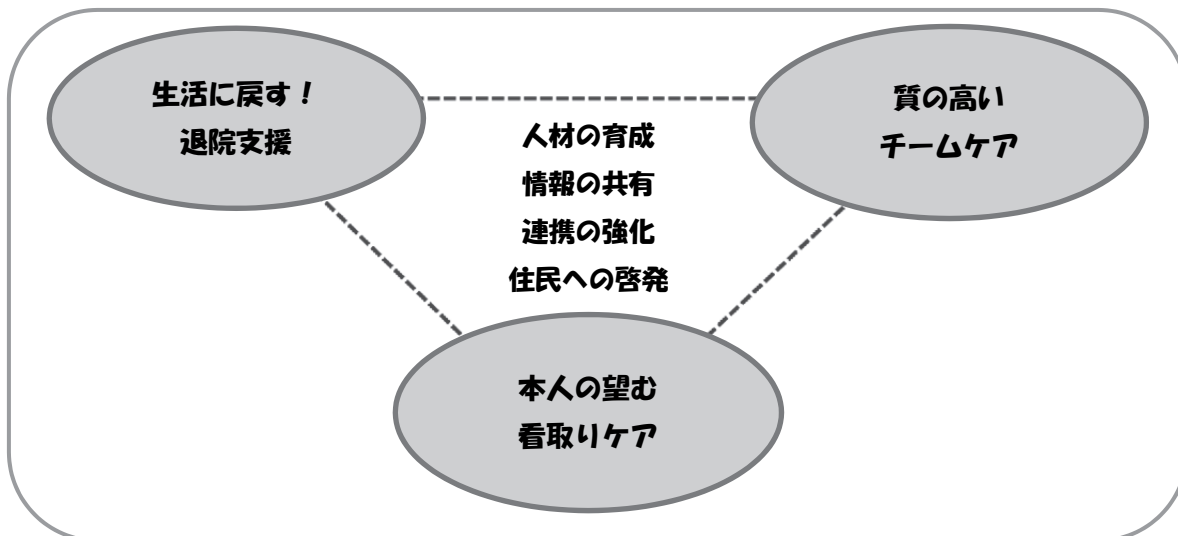 生活に戻す！
退院支援
質の高い
チームケア
人材の育成
情報の共有
連携の強化
住民への啓発
本人の望む
看取りケア